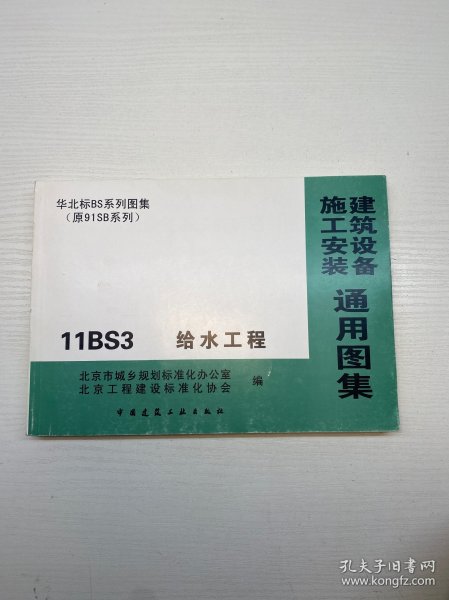 华北标BS系列图集
（原91SB系列）
建筑设备
施工安装
通用图集
11BS3 给水工程
北京市城乡规划标准化办公室
北京工程建设标准化协会
编
中国建筑工业出版社
孔夫子旧书网
www.kongfz.com